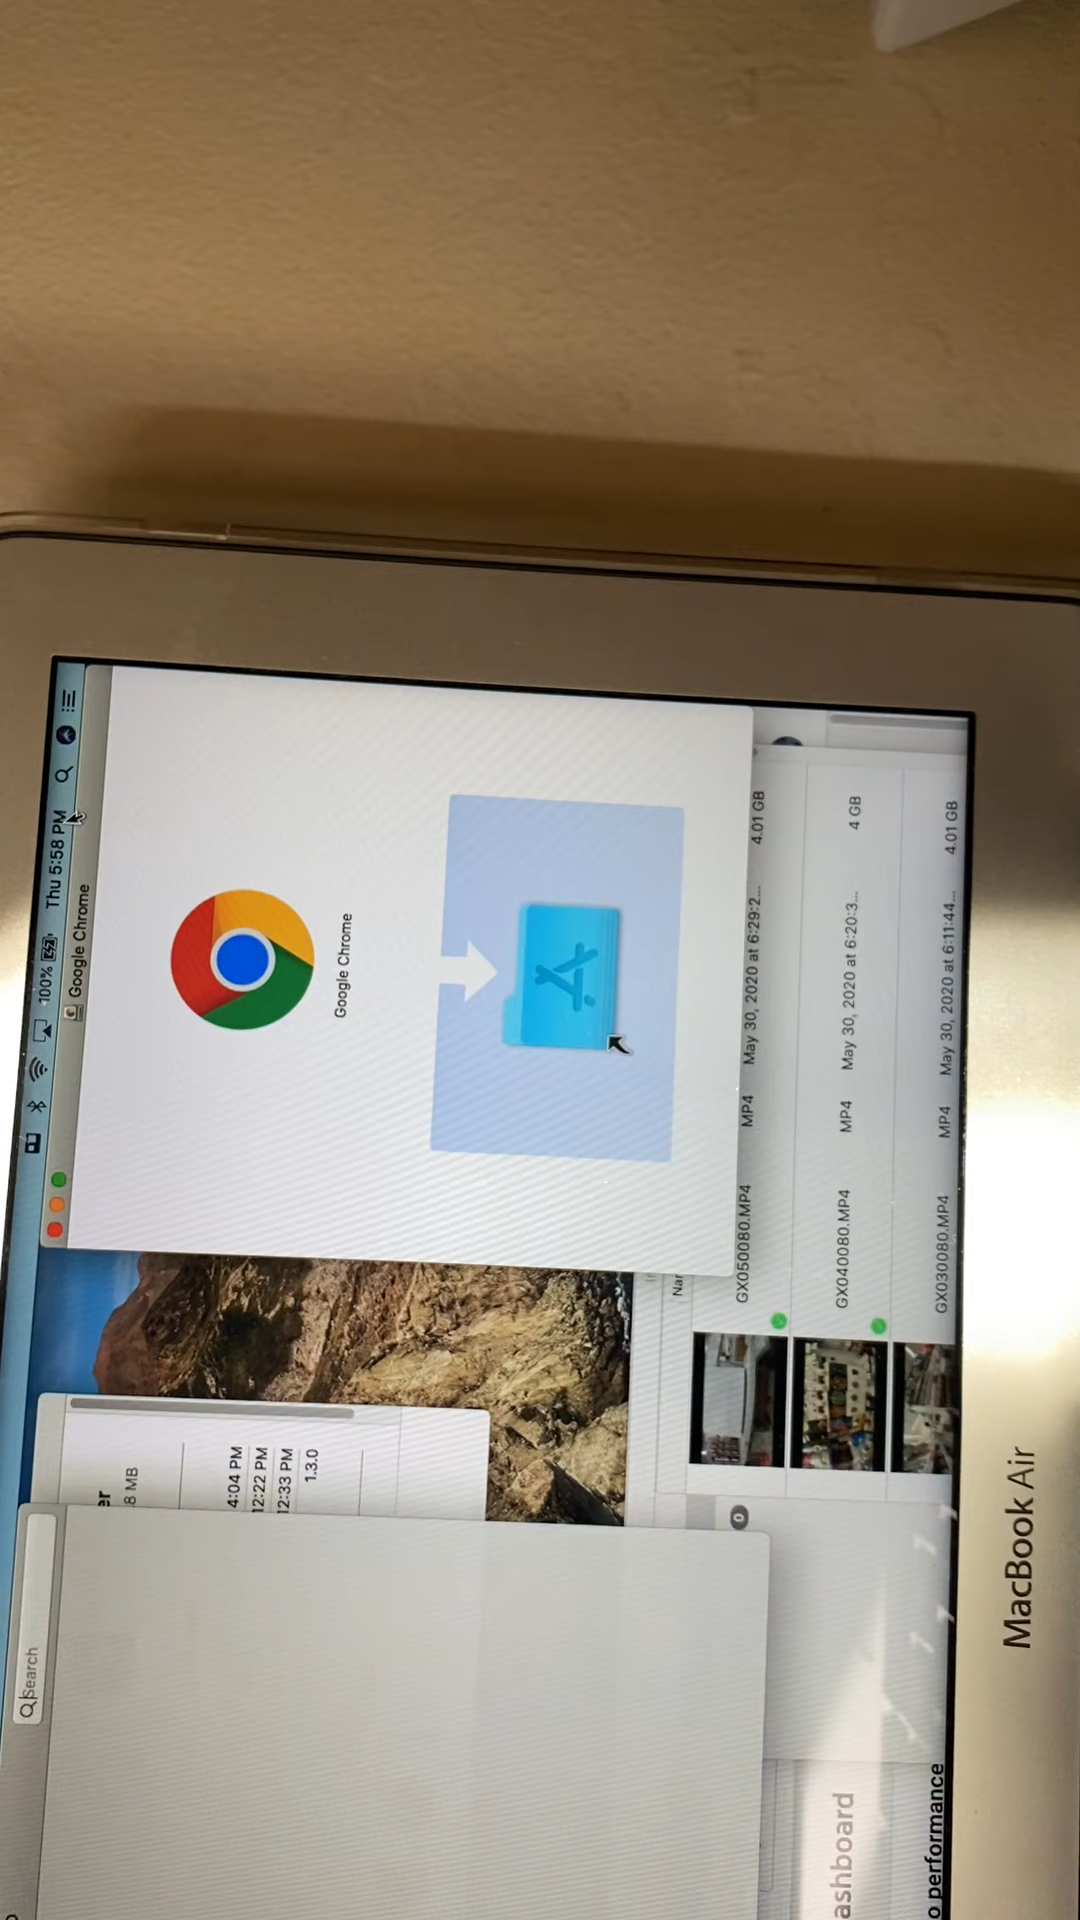 100%
Thu 5:58 PM
Google Chrome
Google Chrome
Search
er
.8 MB
4:04 PM
12:22 PM
12:33 PM
1.3.0
Nar
GX050080.MP4 MP4 May 30, 2020 at 6:29:2... 4.01 GB
GX040080.MP4 MP4 May 30, 2020 at 6:20:3... 4 GB
GX030080.MP4 MP4 May 30, 2020 at 6:11:44... 4.01 GB
0
ashboard
o performance
MacBook Air